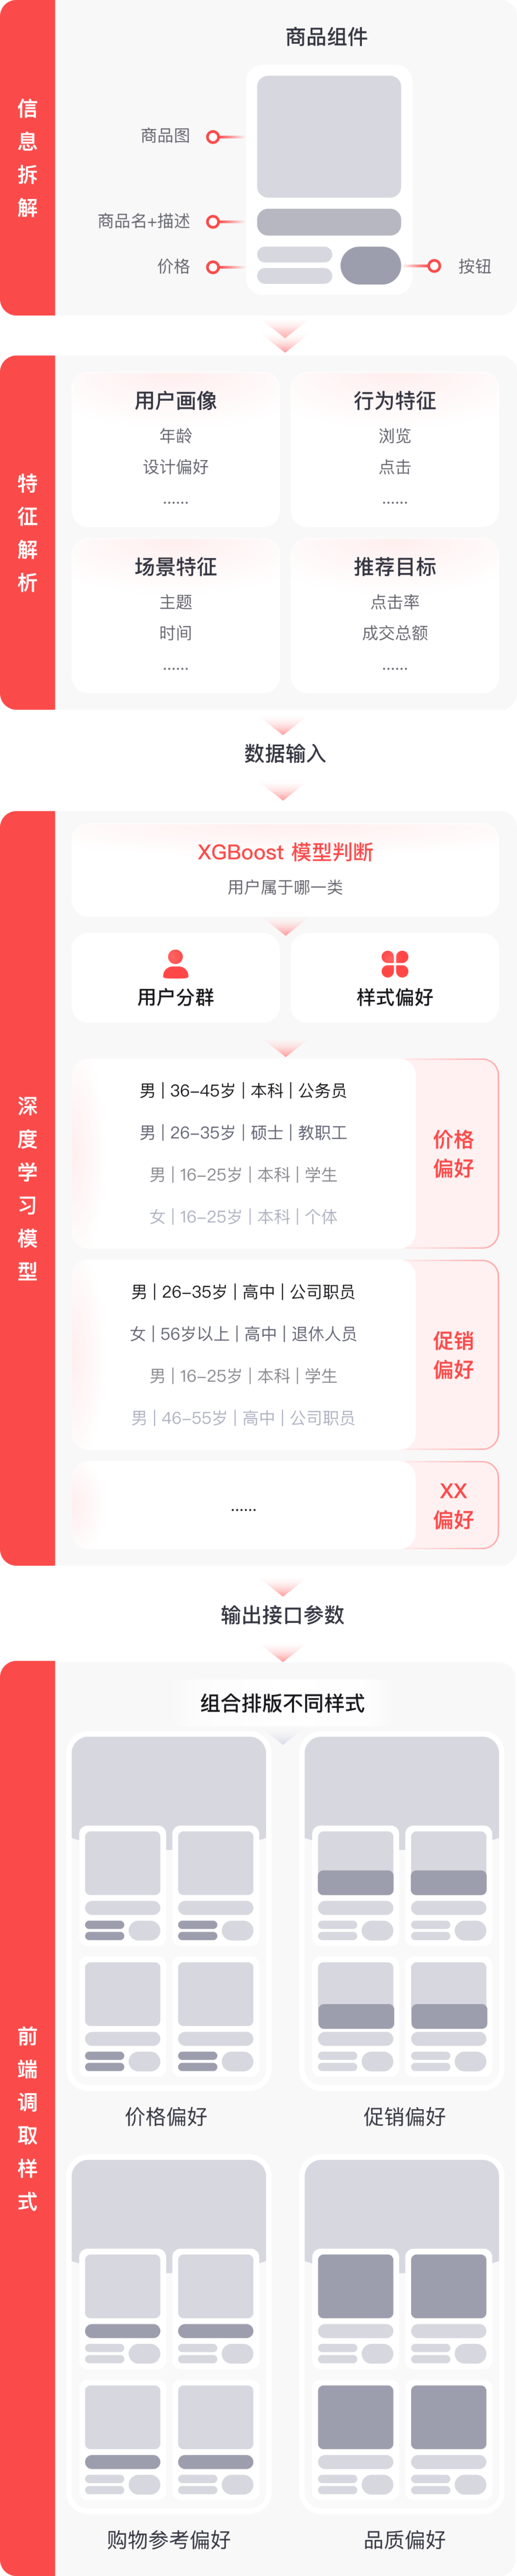 信息拆解
商品组件
商品图
商品名+描述
价格
按钮
特征解析
用户画像
年龄
设计偏好
......
行为特征
浏览
点击
......
场景特征
主题
时间
......
推荐目标
点击率
成交总额
......
数据输入
深度学习模型
XGBoost 模型判断
用户属于哪一类
用户分群
样式偏好
男 | 36-45岁 | 本科 | 公务员
男 | 26-35岁 | 硕士 | 教职工
男 | 16-25岁 | 本科 | 学生
女 | 16-25岁 | 本科 | 个体
价格
偏好
男 | 26-35岁 | 高中 | 公司职员
女 | 56岁以上 | 高中 | 退休人员
男 | 16-25岁 | 本科 | 学生
男 | 46-55岁 | 高中 | 公司职员
促销
偏好
......
XX
偏好
输出接口参数
前端调取样式
组合排版不同样式
价格偏好
促销偏好
购物参考偏好
品质偏好